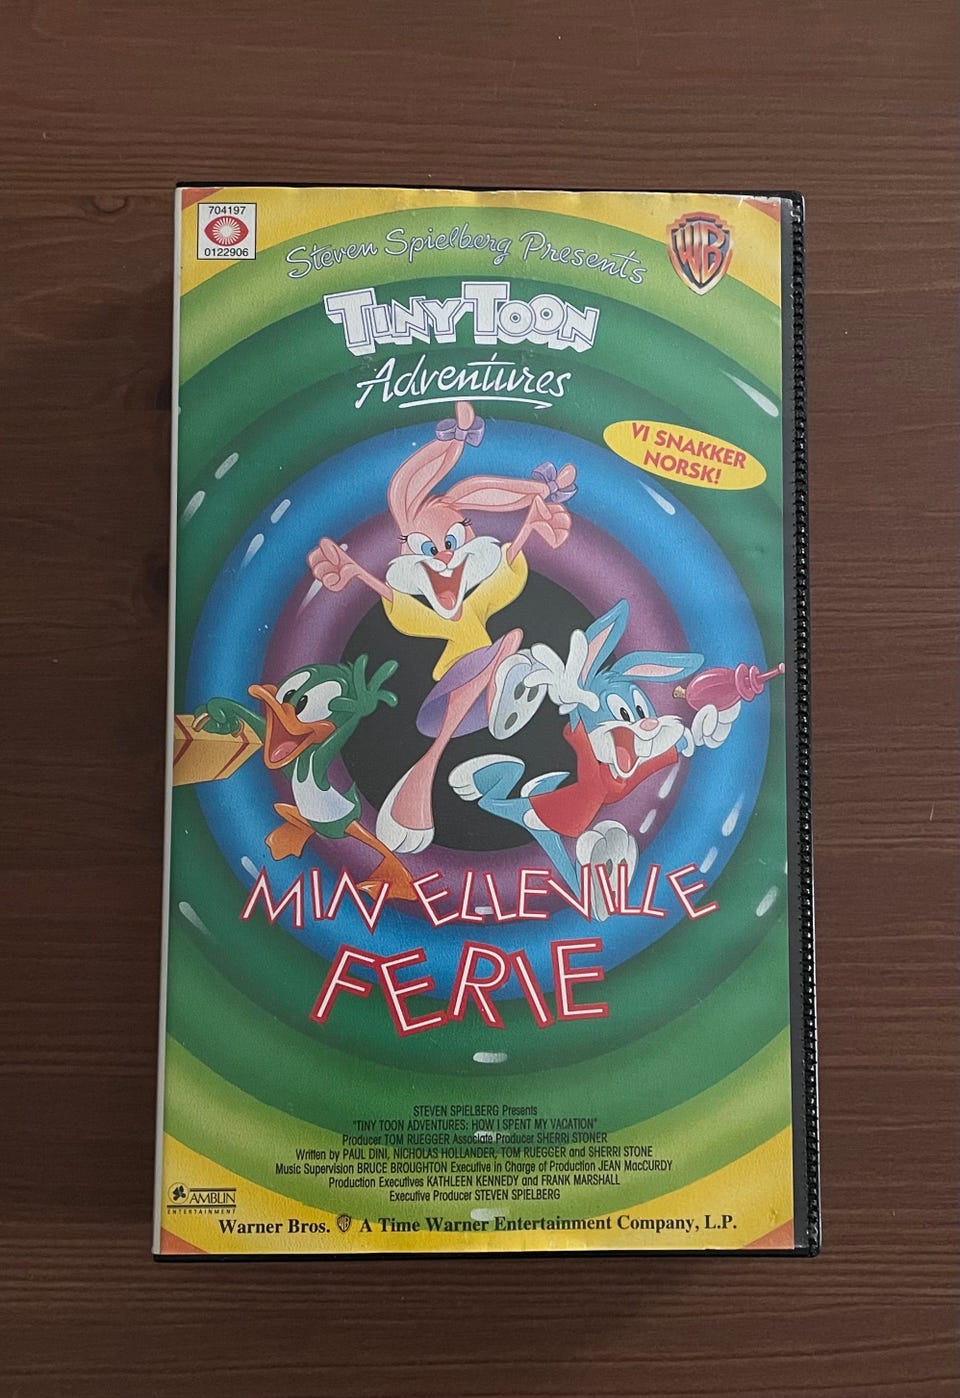 704197
0122906
Steven Spielberg Presents
WB
TINY TOON
Adventures
VI SNAKKER
NORSK!
MIN ELLEVILLE
FERIE
STEVEN SPIELBERG Presents
"TINY TOON ADVENTURES: HOW I SPENT MY VACATION"
Producer TOM RUEGGER Associate Producer SHERRI STONER
Written by PAUL DINI, NICHOLAS HOLLANDER, TOM RUEGGER and SHERRI STONE
Music Supervision BRUCE BROUGHTON Executive in Charge of Production JEAN MacCURDY
Production Executives KATHLEEN KENNEDY and FRANK MARSHALL
Executive Producer STEVEN SPIELBERG
AMBLIN
ENTERTAINMENT
Warner Bros. WB A Time Warner Entertainment Company, L.P.